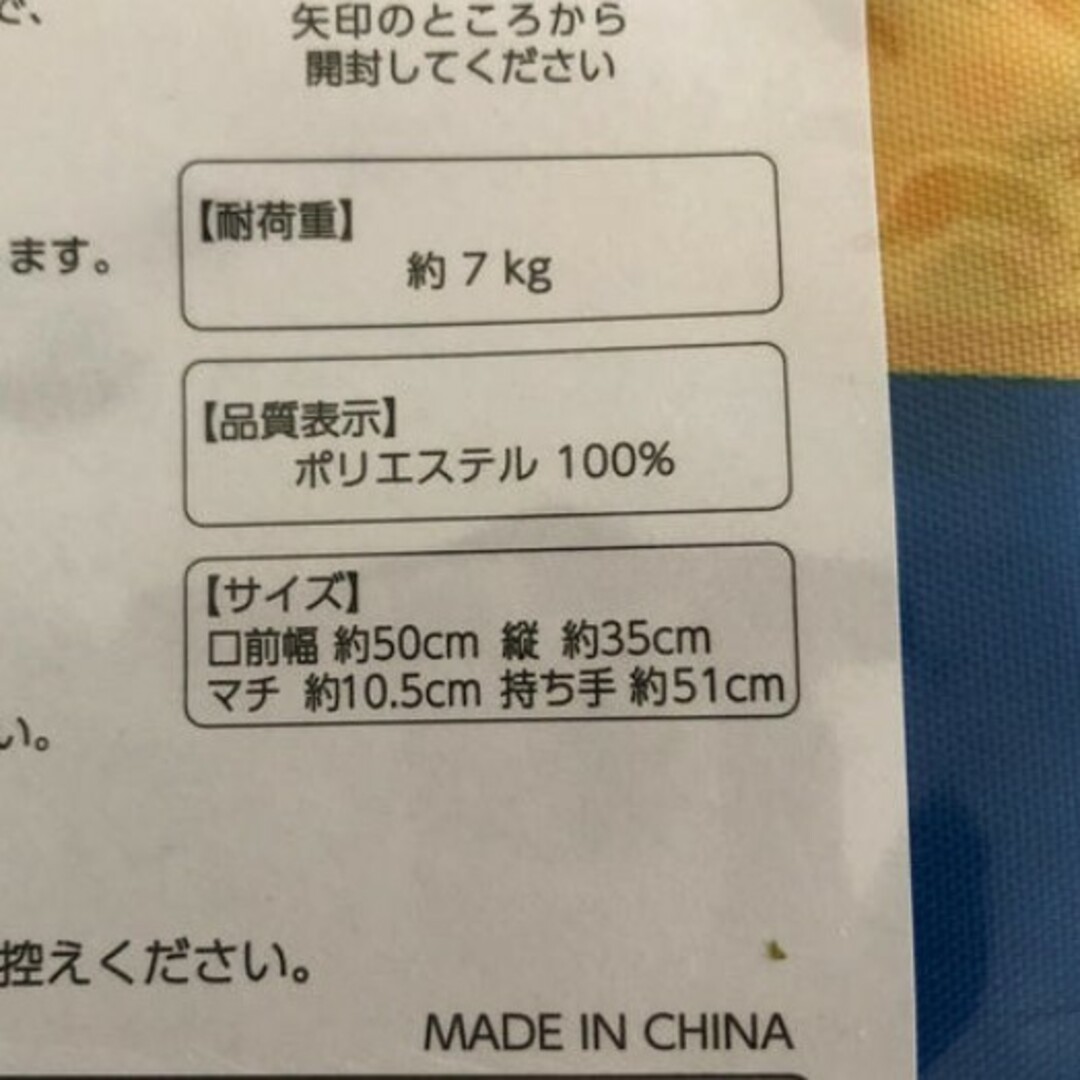 で、
矢印のところから
開封してください
【耐荷重】
約 7 kg
ます。
【品質表示】
ポリエステル 100%
【サイズ】
口前幅 約50cm 縦 約35cm
マチ 約10.5cm 持ち手 約51cm
い。
控えください。
MADE IN CHINA